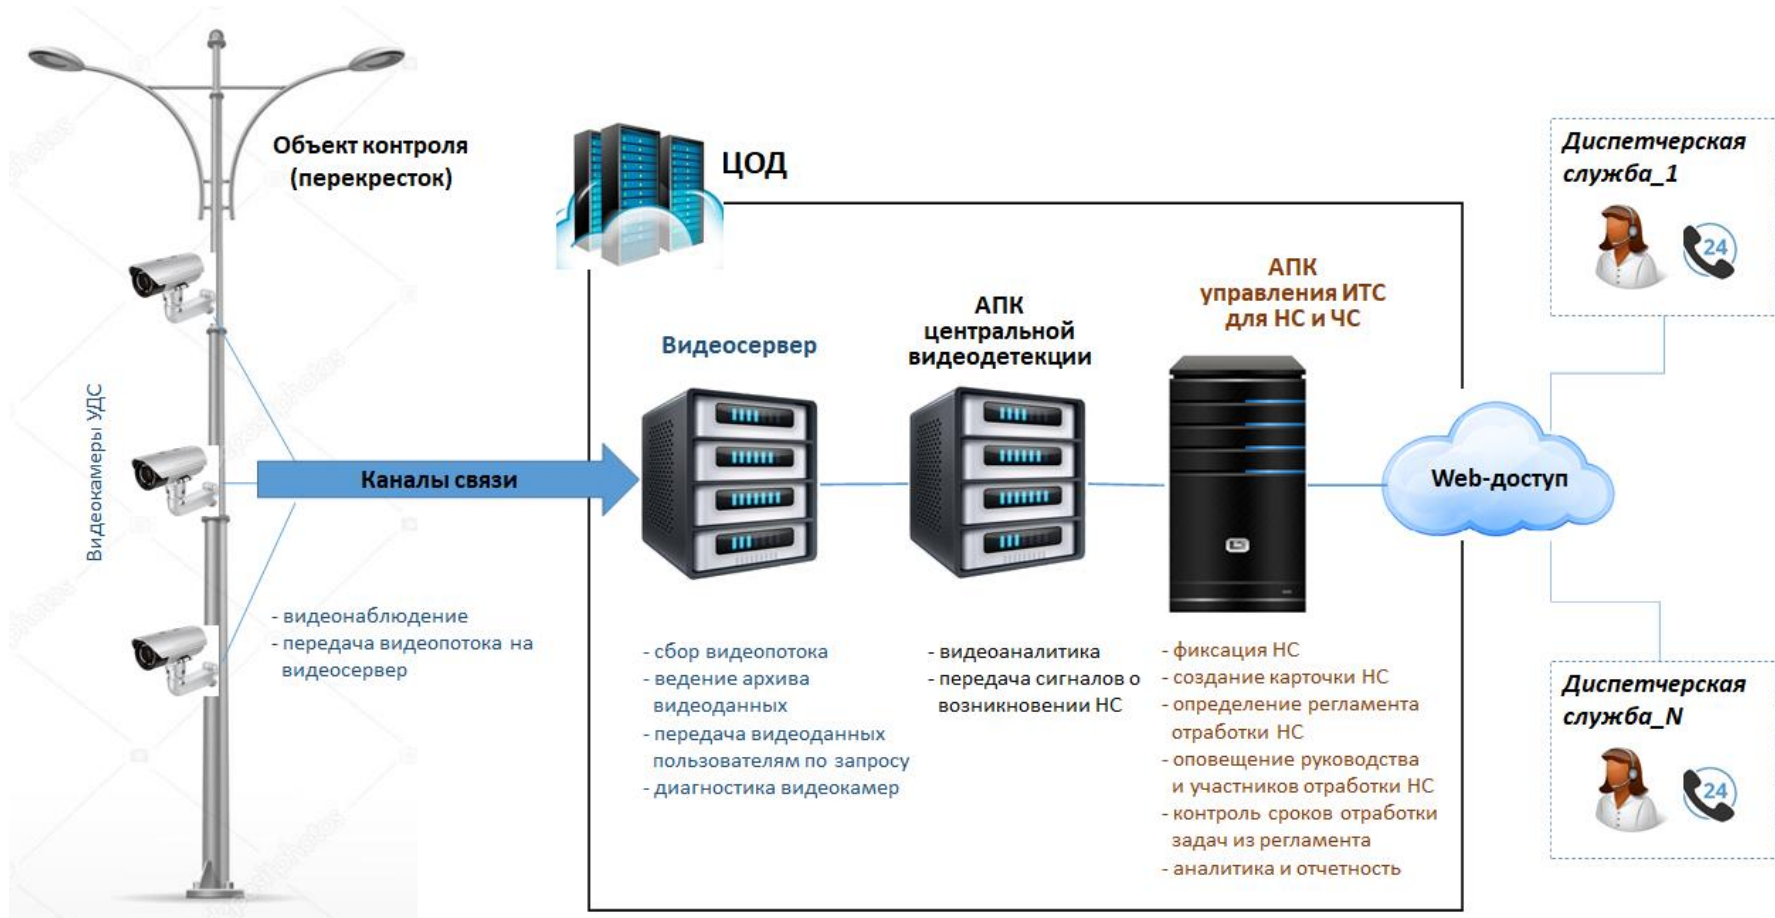 Объект контроля
(перекресток)
Видеокамеры УДС
Каналы связи
- видеонаблюдение
- передача видеопотока на
видеосервер
ЦОД
Видеосервер
- сбор видеопотока
- ведение архива
видеоданных
- передача видеоданных
пользователям по запросу
- диагностика видеокамер
АПК
центральной
видеодетекции
- видеоаналитика
- передача сигналов о
возникновении НС
АПК
управления ИТС
для НС и ЧС
- фиксация НС
- создание карточки НС
- определение регламента
отработки НС
- оповещение руководства
и участников отработки НС
- контроль сроков отработки
задач из регламента
- аналитика и отчетность
Web-доступ
Диспетчерская
служба_1
24
Диспетчерская
служба_N
24